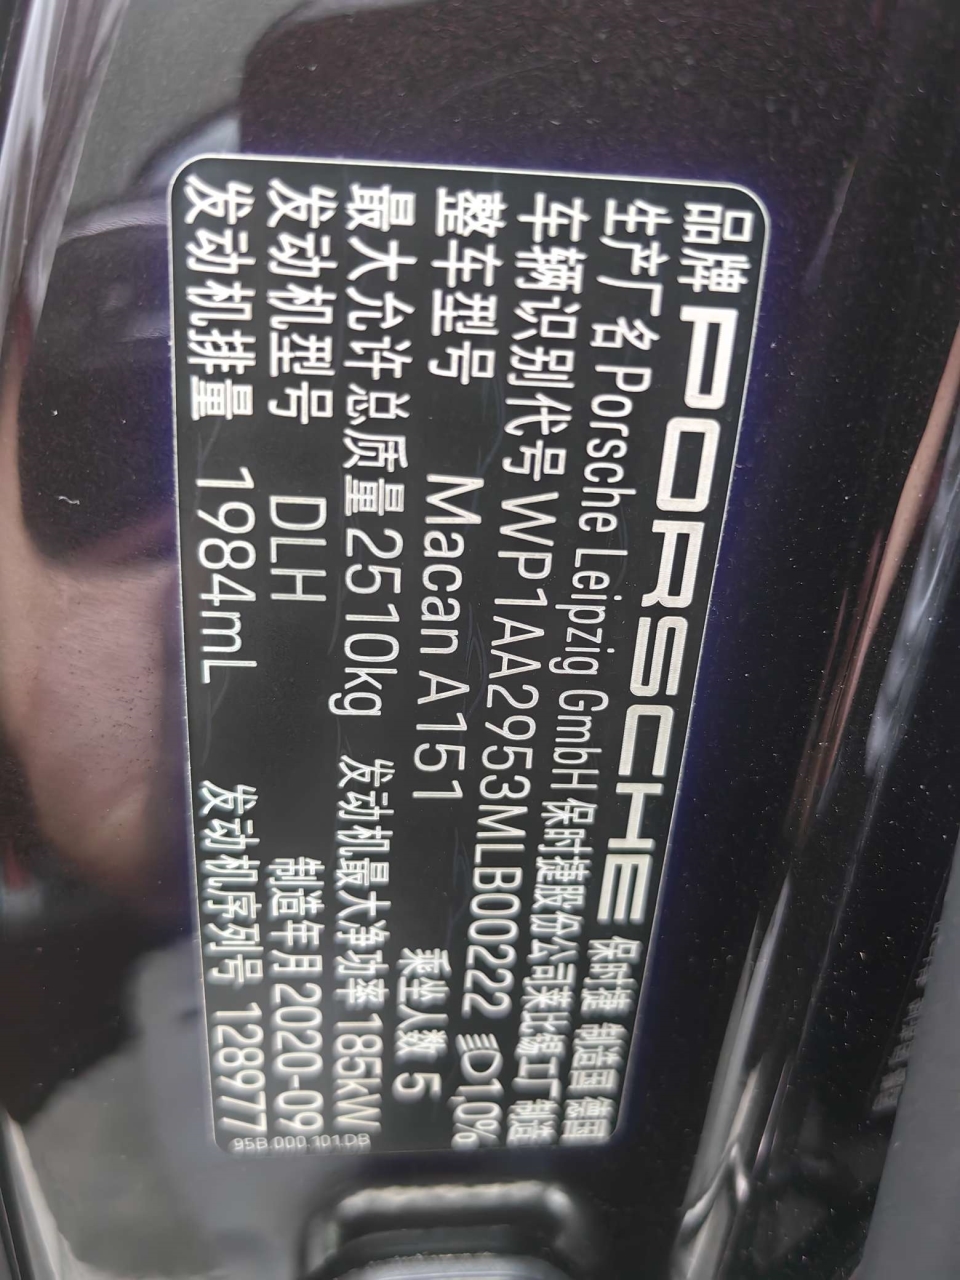 品牌 PORSCHE 保时捷 制造国 德国
生产厂名 Porsche Leipzig GmbH 保时捷股份公司莱比锡工厂制造
车辆识别代号 WP1AA2953MLB00222 1,0%
整车型号 Macan A151 乘坐人数 5
最大允许总质量 2510kg 发动机最大净功率 185kW
发动机型号 DLH 制造年月 2020-09
发动机排量 1984mL 发动机序列号 128977
95B.000.101.DB